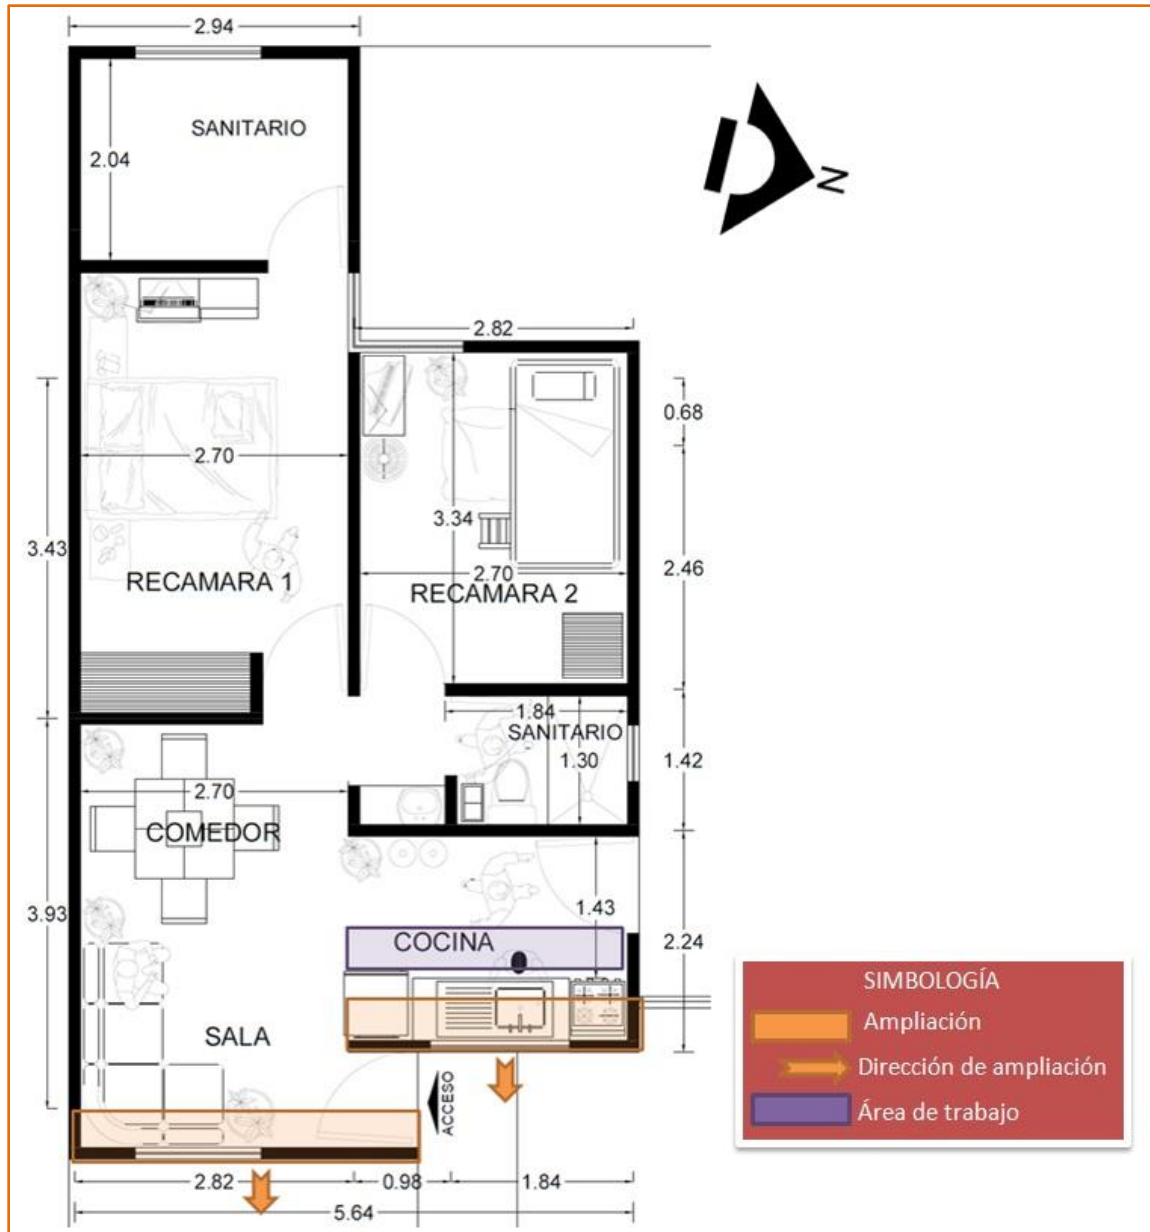 2.94
SANITARIO
2.04
N
2.82
0.68
2.70
3.34
3.43
2.70
2.46
RECAMARA 1
RECAMARA 2
1.84
SANITARIO
1.30
1.42
2.70
COMEDOR
3.93
1.43
2.24
COCINA
SALA
ACCESO
2.82
0.98
1.84
5.64
SIMBOLOGÍA
Ampliación
Dirección de ampliación
Área de trabajo